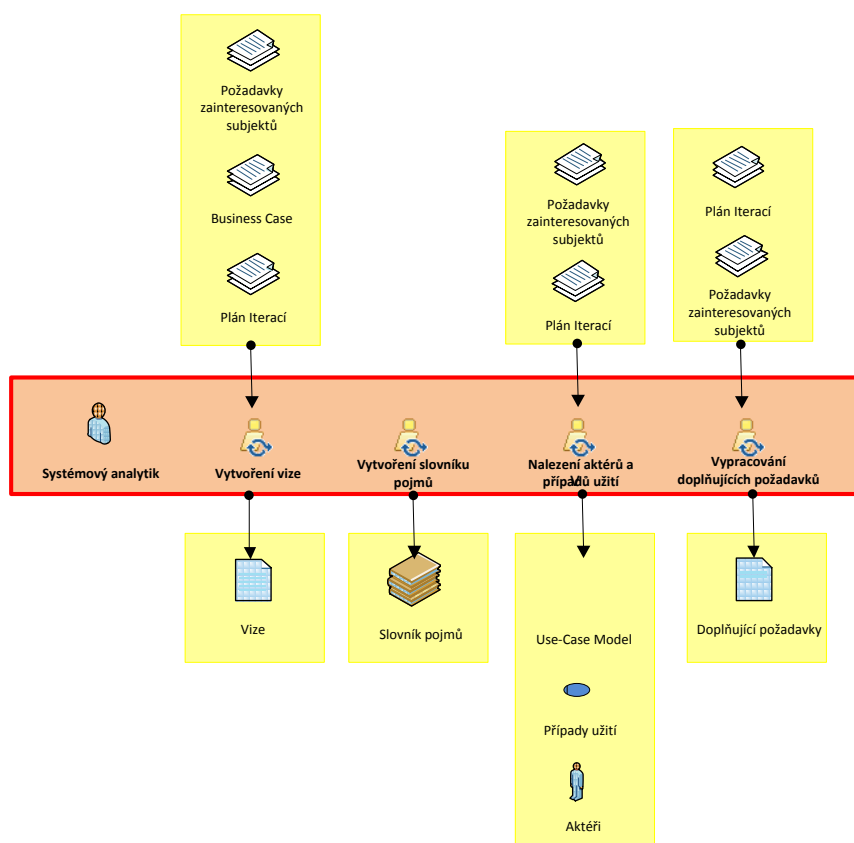 Požadavky
zainteresovaných
subjektů
Business Case
Plán Iterací
Požadavky
zainteresovaných
subjektů
Plán Iterací
Plán Iterací
Požadavky
zainteresovaných
subjektů
Systémový analytik
Vytvoření vize
Vytvoření slovníku
pojmů
Nalezení aktérů a
případů užití
Vypracování
doplňujících požadavků
Vize
Slovník pojmů
Use-Case Model
Případy užití
Aktéři
Doplňující požadavky